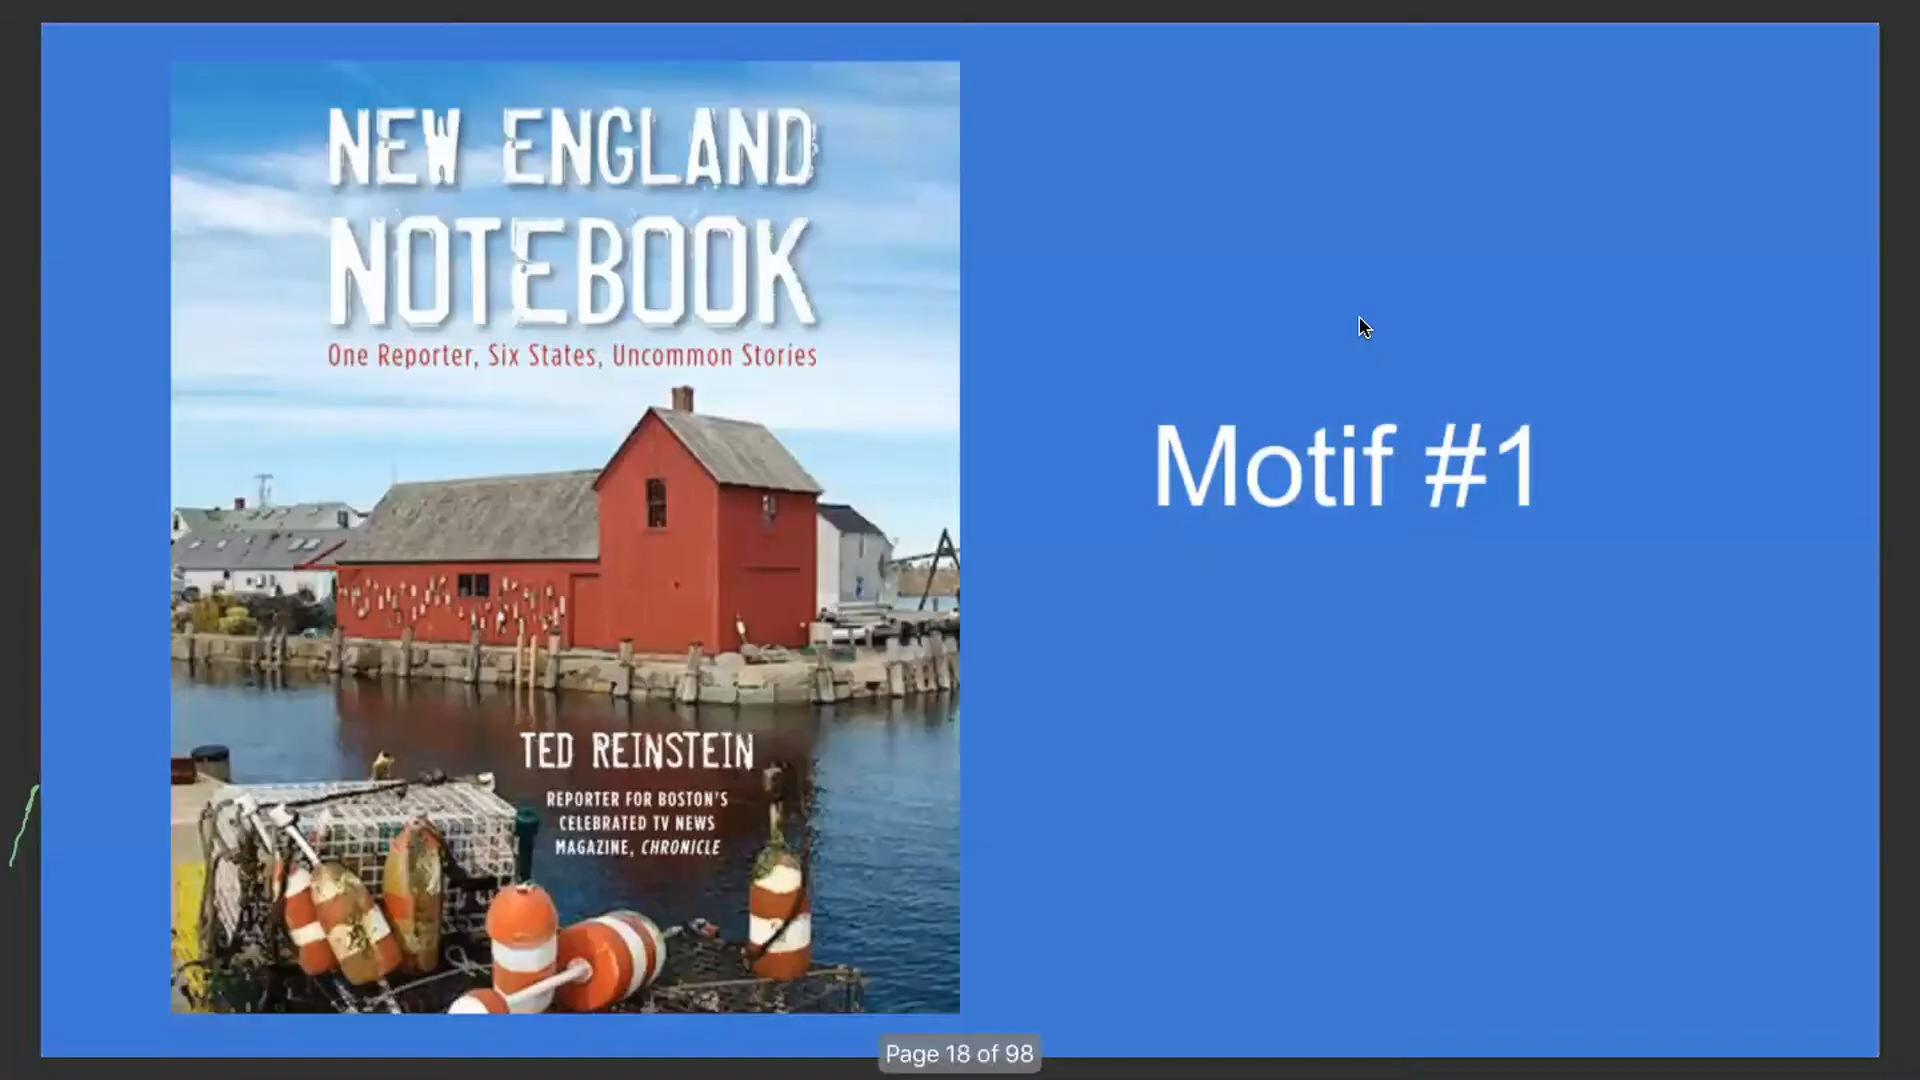 NEW ENGLAND
NOTEBOOK
One Reporter, Six States, Uncommon Stories
TED REINSTEIN
REPORTER FOR BOSTON'S
CELEBRATED TV NEWS
MAGAZINE, CHRONICLE
Motif #1
Page 18 of 98